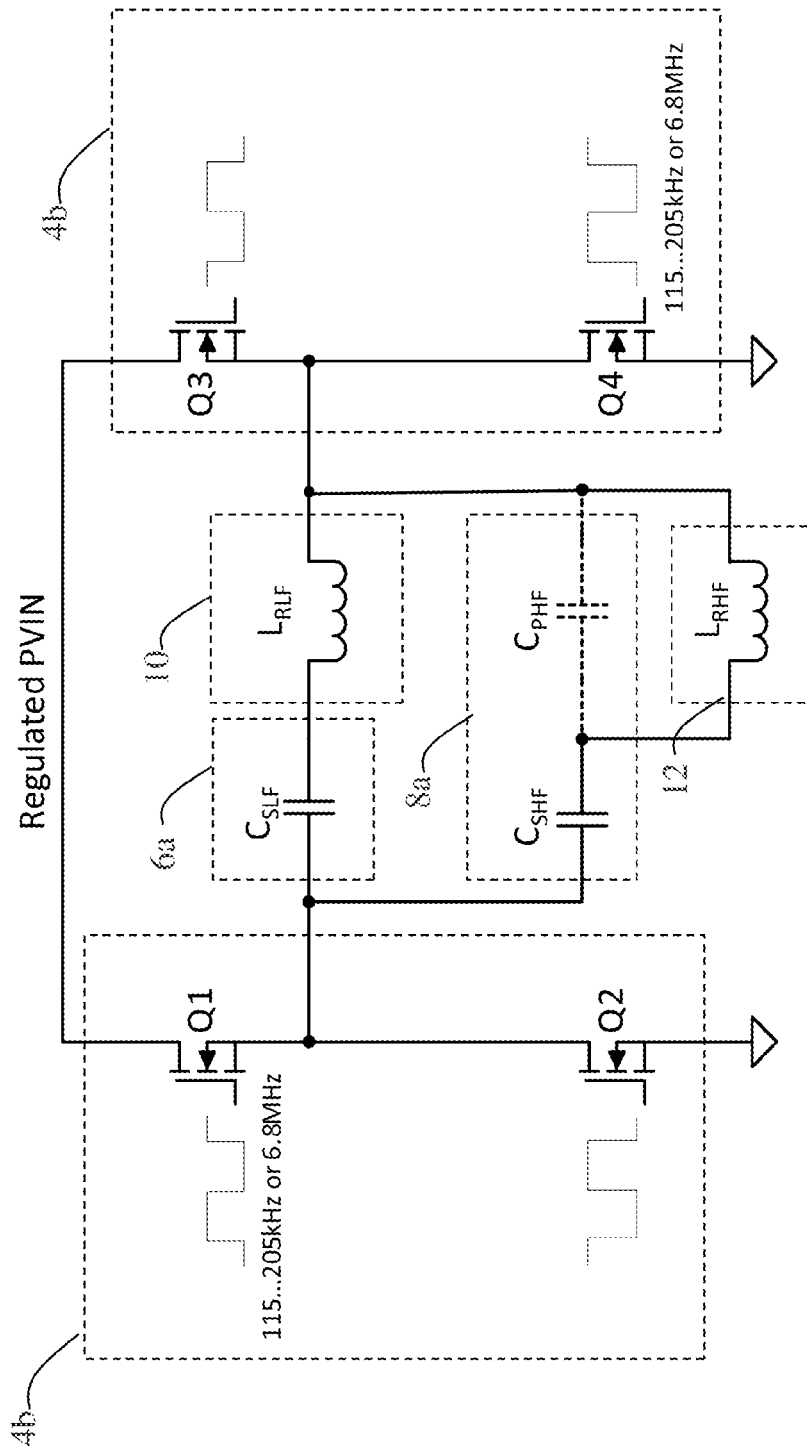 Regulated PVIN
4b
4b
Q1
115...205kHz or 6.8MHz
Q2
6a
C_SLF
10
L_RLF
8a
C_SHF
C_PHF
12
L_RHF
Q3
Q4
115...205kHz or 6.8MHz